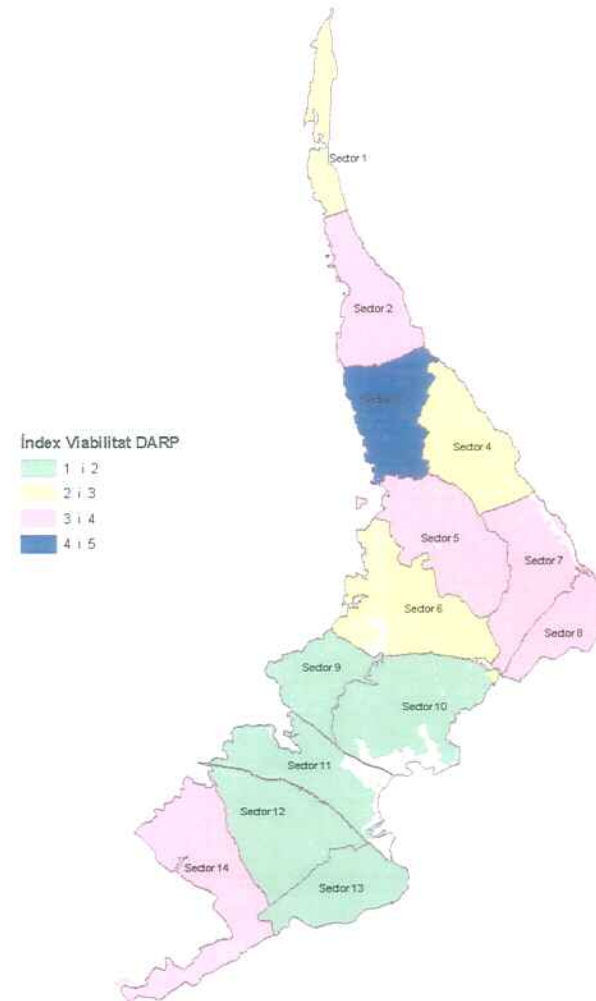 Sector 1
Sector 2
Sector 4
Índex Viabilitat DARP
1 i 2
2 i 3
3 i 4
4 i 5
Sector 5
Sector 7
Sector 6
Sector 8
Sector 9
Sector 10
Sector 11
Sector 12
Sector 14
Sector 13